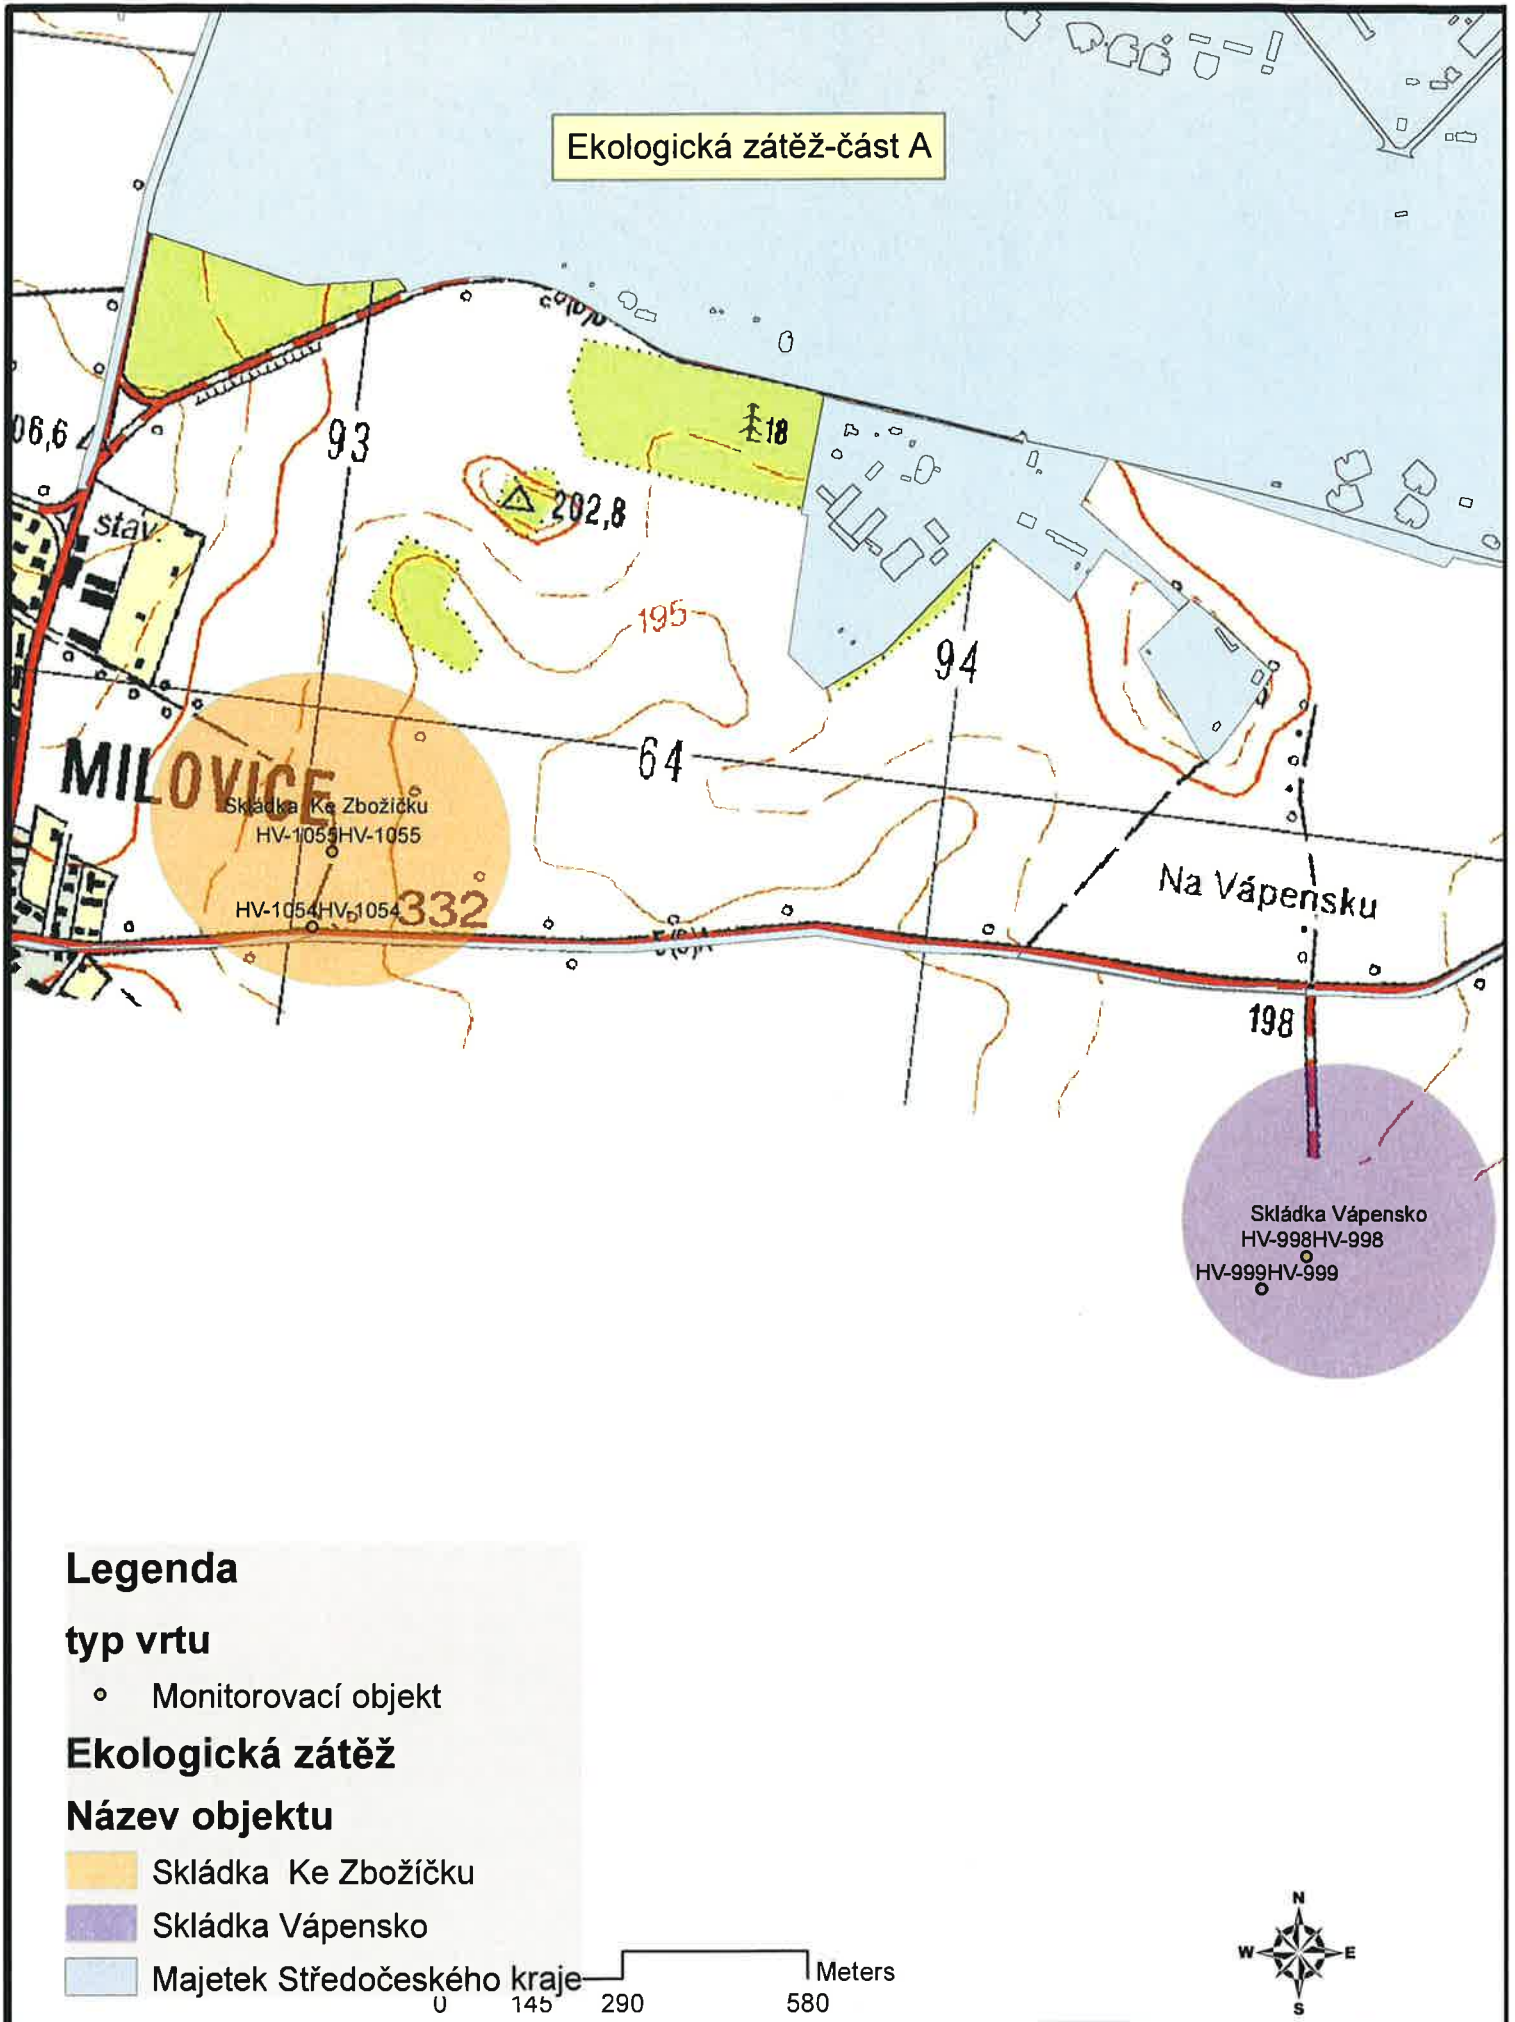 Ekologická zátěž-část A
18
06,6
93
202,8
stav.
195
94
64
MILOVICE
Skládka Ke Zbožíčku
HV-1055HV-1055
Na Vápensku
HV-1054HV-1054
332
198
Skládka Vápensko
HV-998HV-998
HV-999HV-999
Legenda
typ vrtu
Monitorovací objekt
Ekologická zátěž
Název objektu
Skládka Ke Zbožíčku
Skládka Vápensko
Majetek Středočeského kraje
Meters
0 145 290 580
N
W E
S